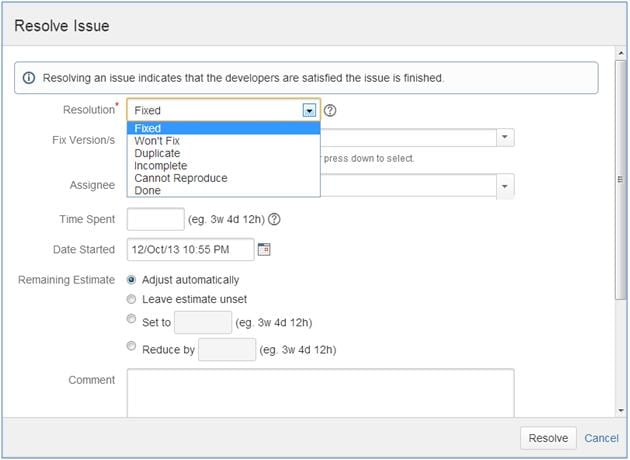 Resolve Issue
Resolving an issue indicates that the developers are satisfied the issue is finished.
Resolution* Fixed
Fixed
Won't Fix
Duplicate
Incomplete
Cannot Reproduce
Done
Fix Version/s
press down to select.
Assignee
Time Spent (eg. 3w 4d 12h)
Date Started 12/Oct/13 10:55 PM
Remaining Estimate Adjust automatically
Leave estimate unset
Set to (eg. 3w 4d 12h)
Reduce by (eg. 3w 4d 12h)
Comment
Resolve Cancel